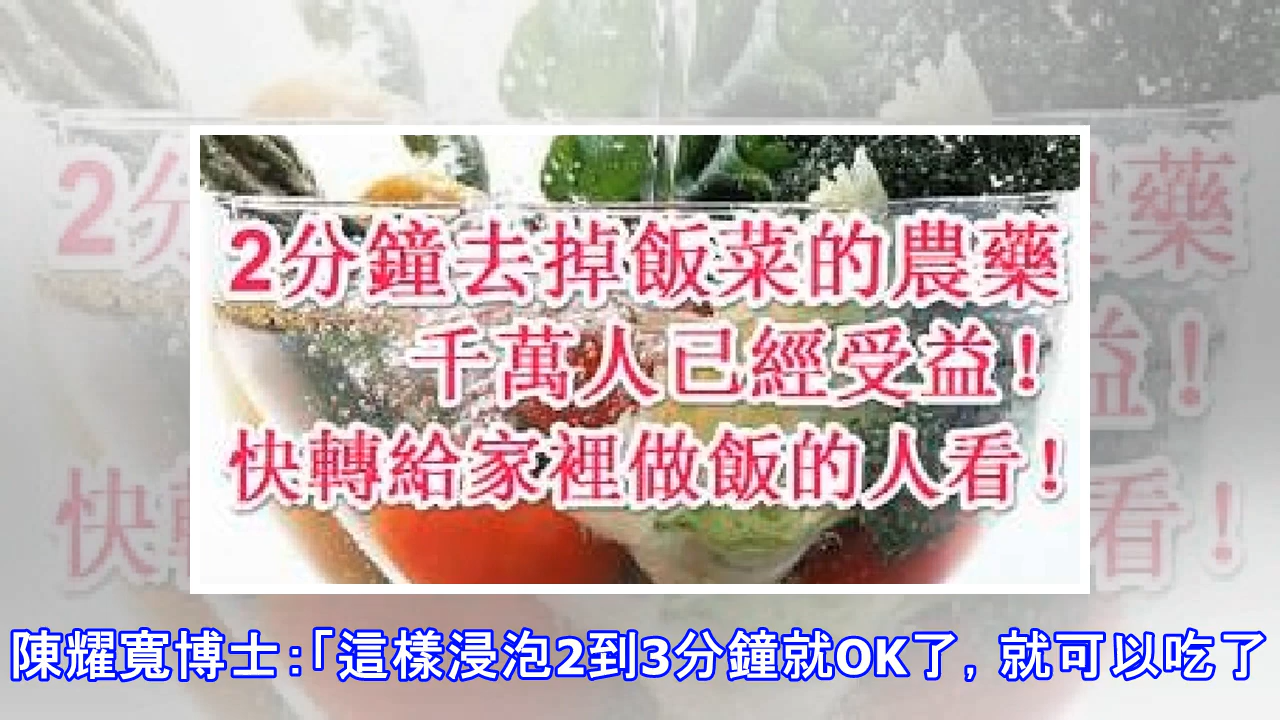 2分鐘去掉飯菜的農藥
千萬人已經受益！
快轉給家裡做飯的人看！
陳耀寬博士：「這樣浸泡2到3分鐘就OK了，就可以吃了